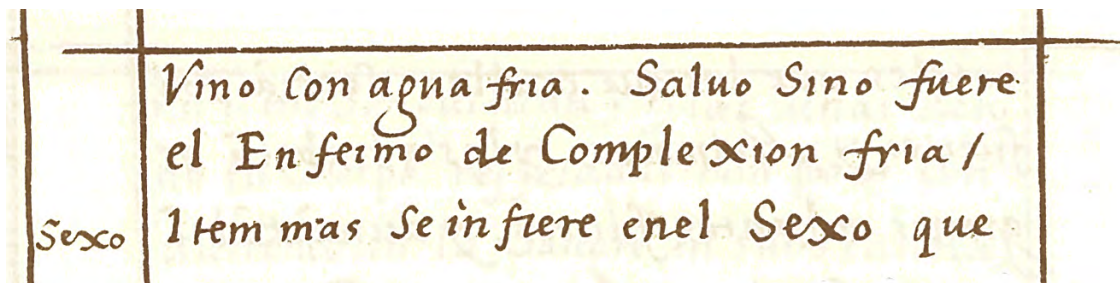 Vino Con agua fria. Saluo Sino fuere
el Enfermo de Complexion fria /
Sexo Item mas Se infiere enel Sexo que